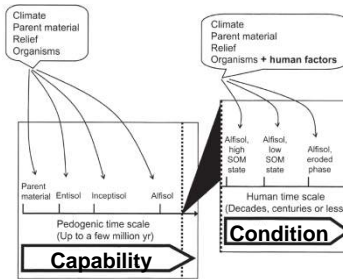 Climate
Parent material
Relief
Organisms
Climate
Parent material
Relief
Organisms + human factors
Parent
material
Entisol
Inceptisol
Alfisol
Pedogenic time scale
(Up to a few million yr)
Capability
Alfisol,
high
SOM
state
Alfisol,
low
SOM
state
Alfisol,
eroded
phase
Human time scale
(Decades, centuries or less)
Condition